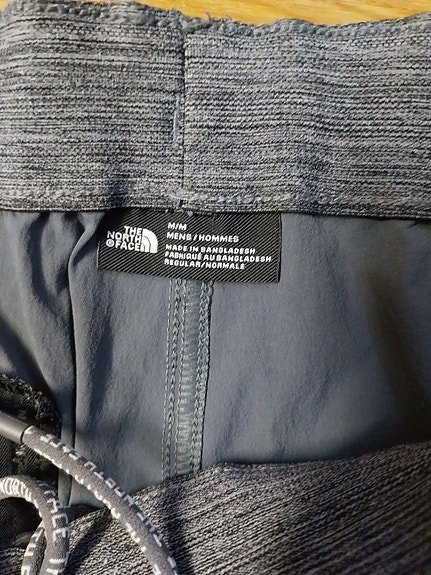 THE
NORTH
FACE
M/M
MENS/HOMMES
MADE IN BANGLADESH
FABRIQUÉ AU BANGLADESH
REGULAR/NORMALE